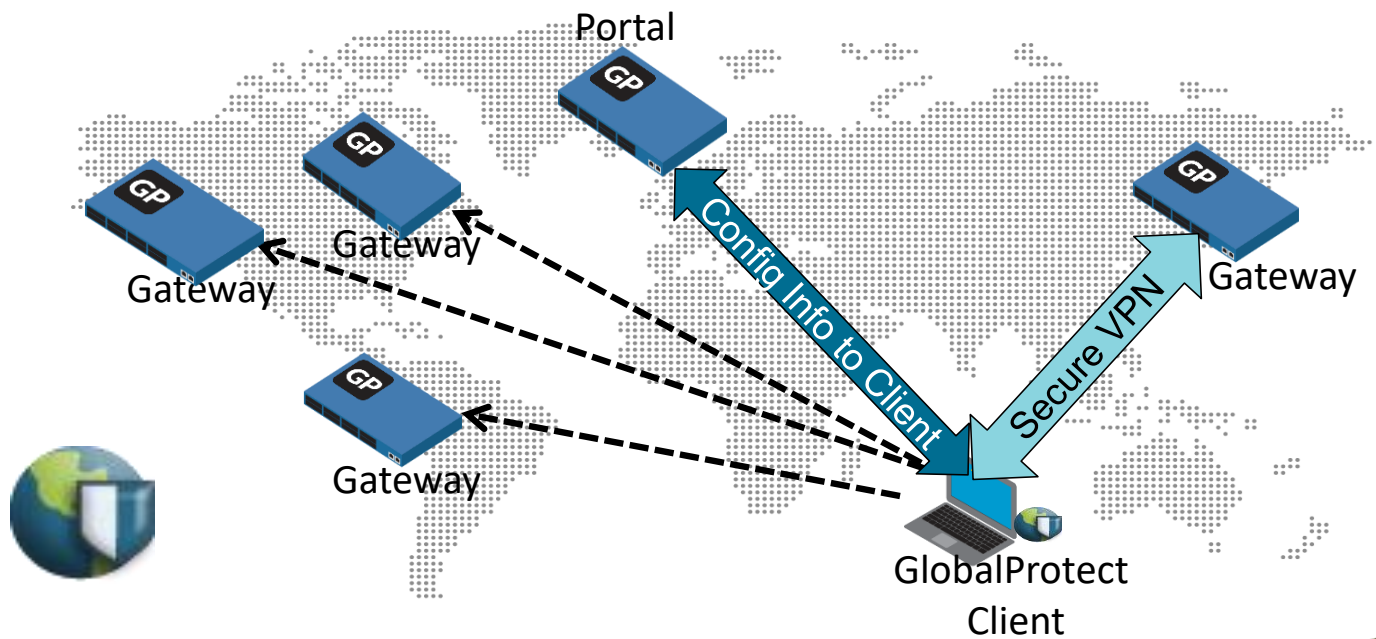 Portal
GP
GP
GP
GP
GP
Gateway
Gateway
Gateway
Gateway
Config Info to Client
Secure VPN
GlobalProtect
Client